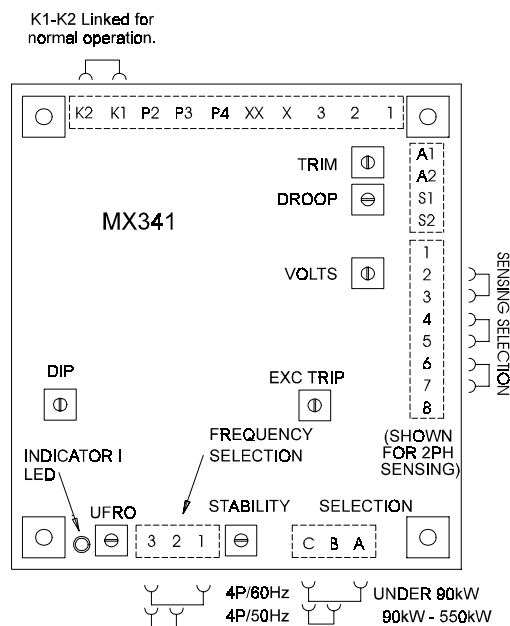 K1-K2 Linked for
normal operation.
K2 K1 P2 P3 P4 XX X 3 2 1
TRIM
DROOP
A1
A2
S1
S2
MX341
VOLTS
1
2
3
4
5
6
7
8
SENSING SELECTION
DIP
EXC TRIP
(SHOWN
FOR 2PH
SENSING)
FREQUENCY
SELECTION
INDICATOR I
LED
UFRO
3 2 1
STABILITY
SELECTION
C B A
4P/60Hz
UNDER 90kW
4P/50Hz
90kW - 550kW